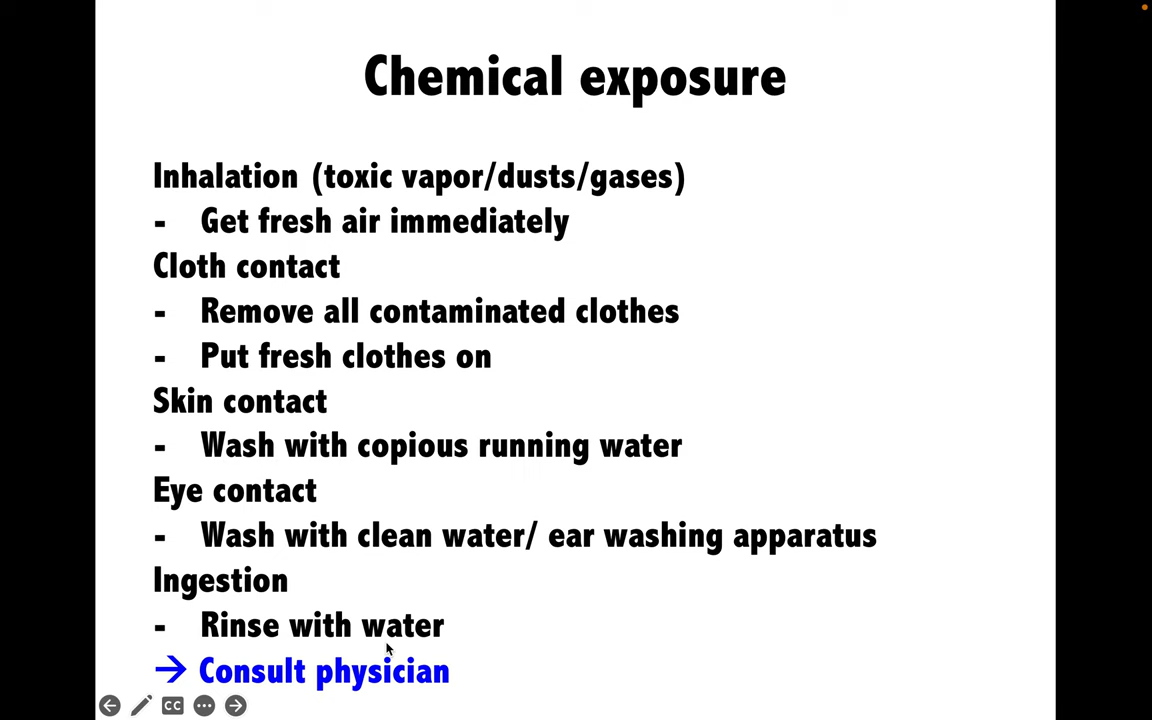 Chemical exposure
Inhalation (toxic vapor/dusts/gases)
- Get fresh air immediately
Cloth contact
- Remove all contaminated clothes
- Put fresh clothes on
Skin contact
- Wash with copious running water
Eye contact
- Wash with clean water/ ear washing apparatus
Ingestion
- Rinse with water
→ Consult physician
CC